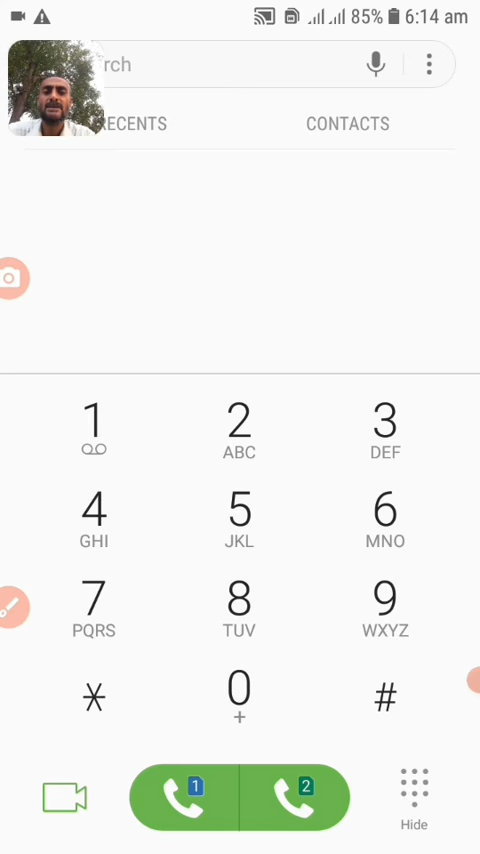 85% 6:14 am
rch
RECENTS CONTACTS
1 2 3
ABC DEF
4 5 6
GHI JKL MNO
7 8 9
PQRS TUV WXYZ
* 0 #
+
1 2
Hide